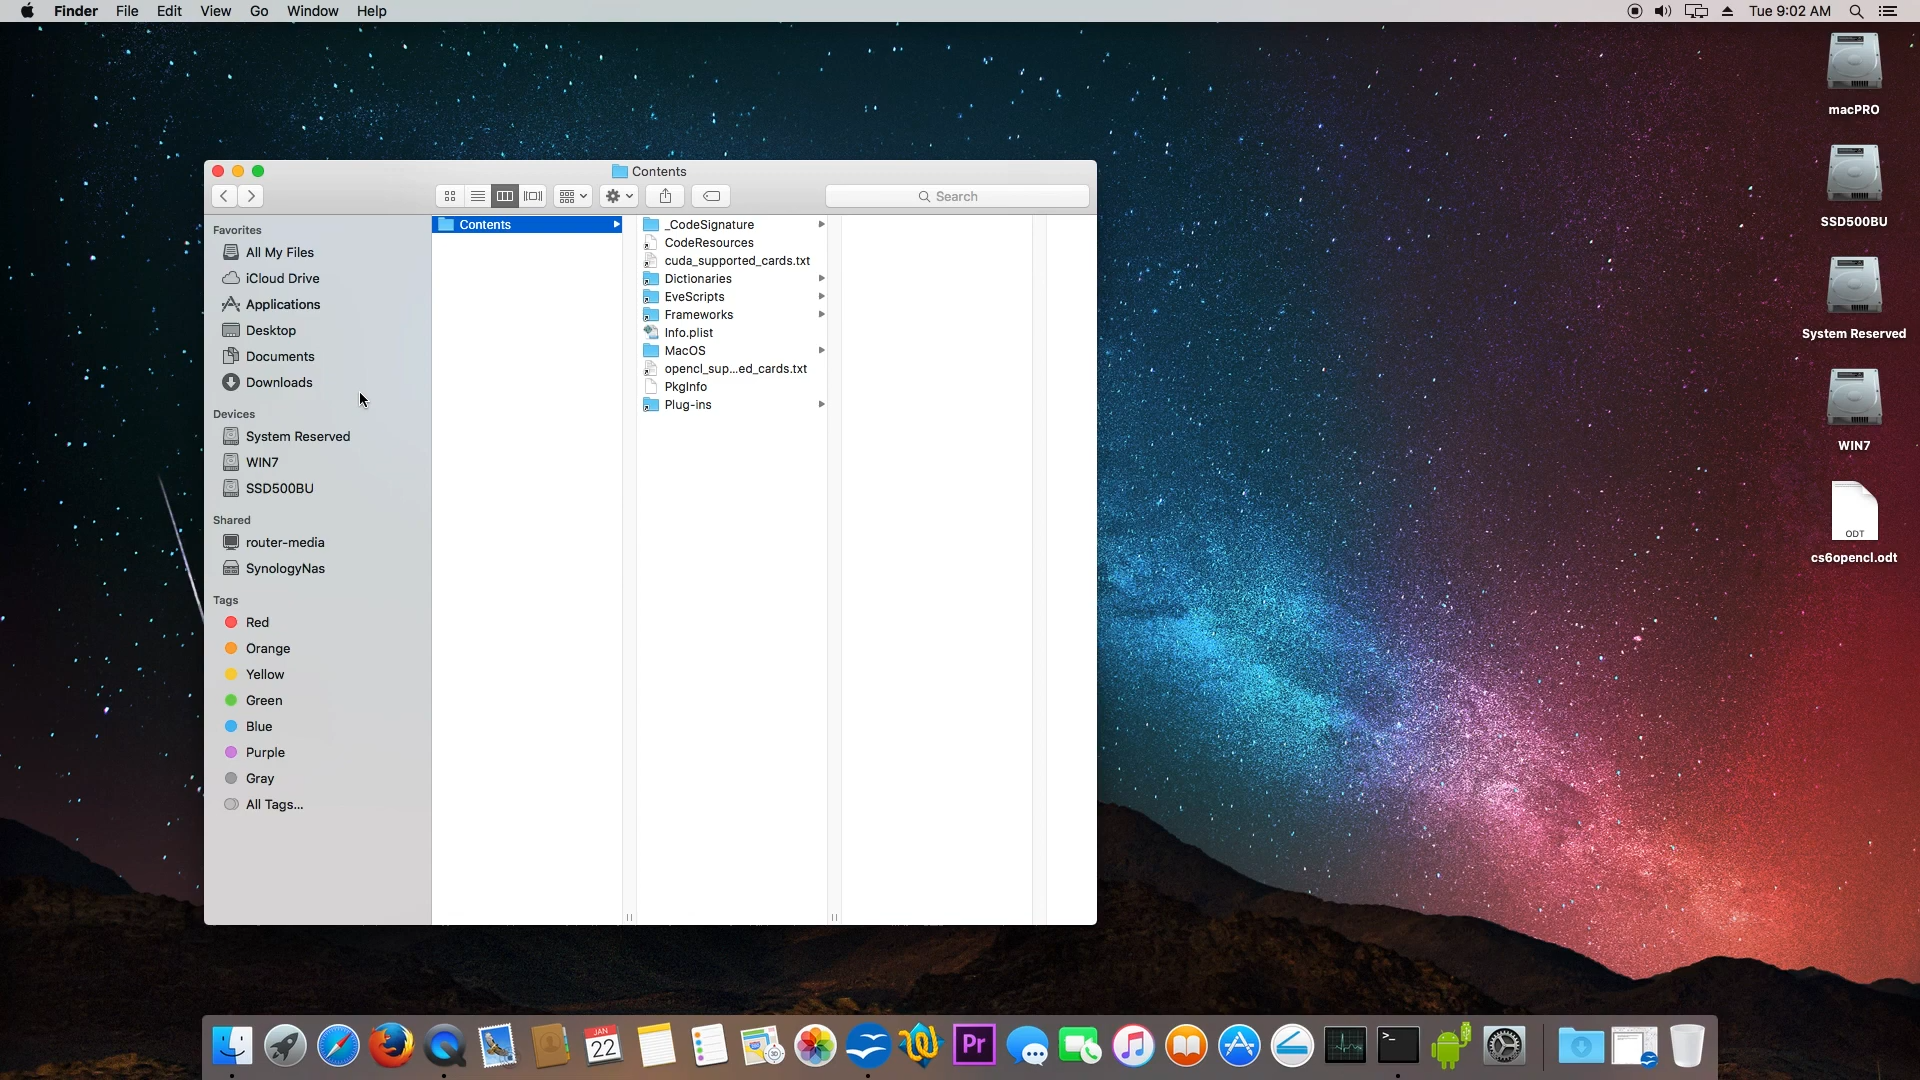 Finder File Edit View Go Window Help
Tue 9:02 AM
Contents
Search
Favorites
All My Files
iCloud Drive
Applications
Desktop
Documents
Downloads
Devices
System Reserved
WIN7
SSD500BU
Shared
router-media
SynologyNas
Tags
Red
Orange
Yellow
Green
Blue
Purple
Gray
All Tags...
Contents
_CodeSignature
CodeResources
cuda_supported_cards.txt
Dictionaries
EveScripts
Frameworks
Info.plist
MacOS
opencl_sup...ed_cards.txt
PkgInfo
Plug-ins
macPRO
SSD500BU
System Reserved
WIN7
ODT
cs6opencl.odt
JAN
22
3D
Pr
>_